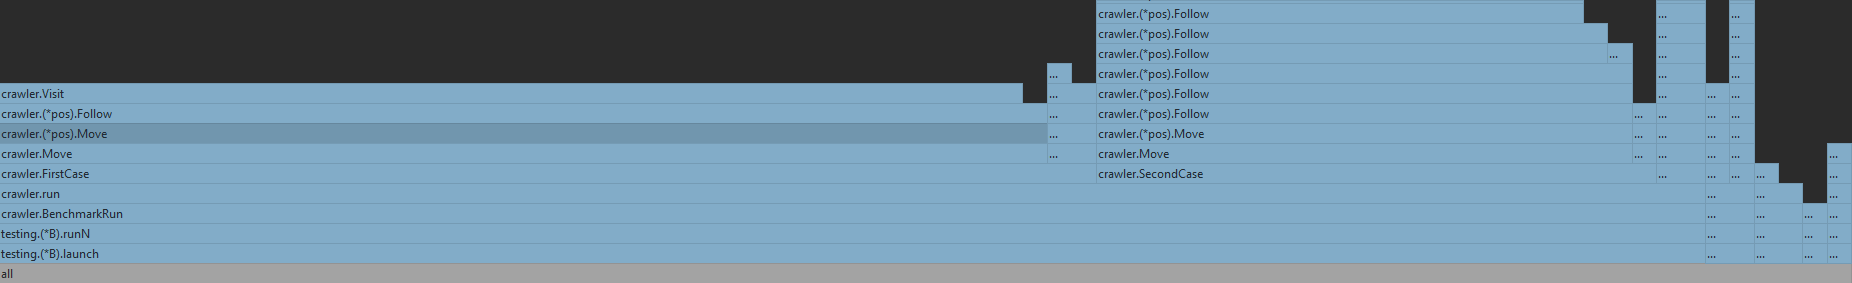 crawler.(*pos).Follow ... ...
crawler.(*pos).Follow ... ...
crawler.(*pos).Follow ... ... ...
... crawler.(*pos).Follow ... ...
crawler.Visit ... crawler.(*pos).Follow ... ... ...
crawler.(*pos).Follow ... crawler.(*pos).Follow ... ... ... ...
crawler.(*pos).Move ... crawler.(*pos).Move ... ... ... ...
crawler.Move ... crawler.Move ... ... ... ... ...
crawler.FirstCase crawler.SecondCase ... ... ... ... ...
crawler.run ... ... ...
crawler.BenchmarkRun ... ... ... ...
testing.(*B).runN ... ... ... ...
testing.(*B).launch ... ... ... ...
all